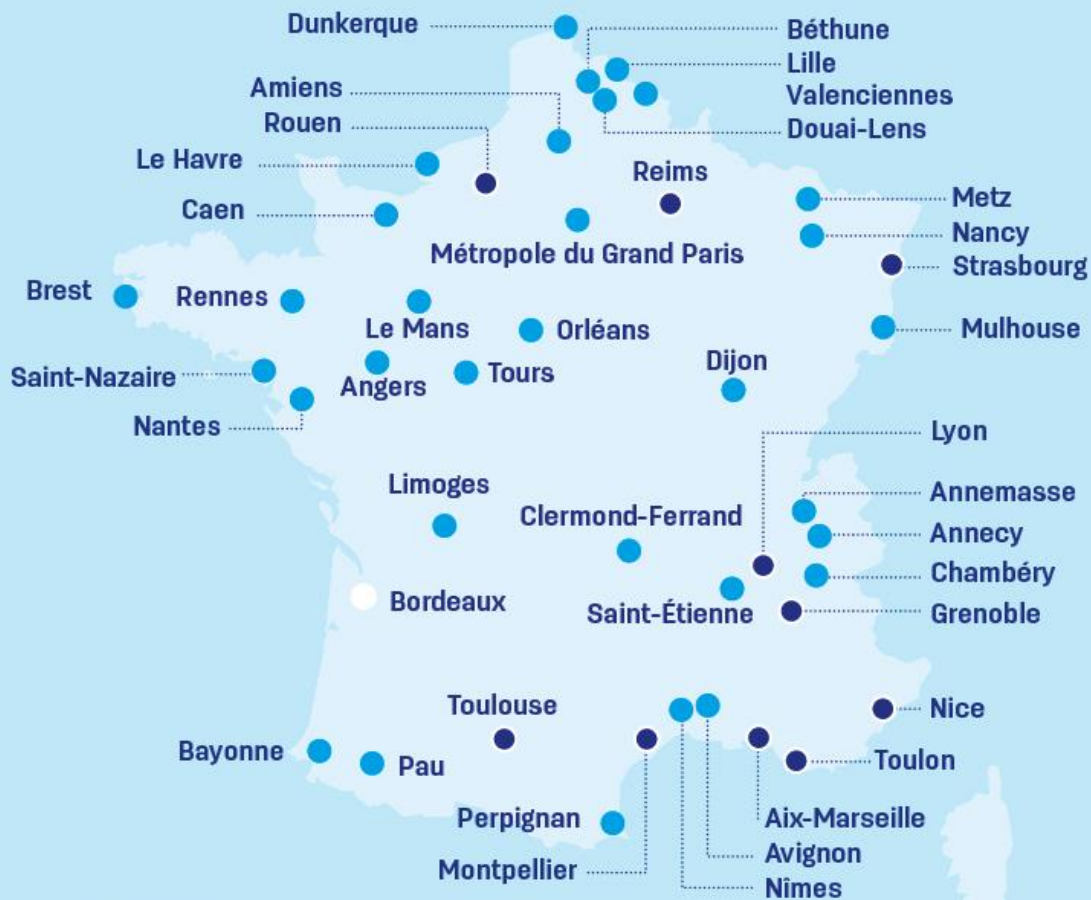 Dunkerque
Béthune
Lille
Amiens
Valenciennes
Rouen
Douai-Lens
Le Havre
Reims
Metz
Caen
Nancy
Métropole du Grand Paris
Strasbourg
Brest
Rennes
Le Mans
Orléans
Mulhouse
Dijon
Saint-Nazaire
Angers
Tours
Nantes
Lyon
Limoges
Annemasse
Clermond-Ferrand
Annecy
Chambéry
Bordeaux
Saint-Étienne
Grenoble
Toulouse
Nice
Bayonne
Pau
Toulon
Perpignan
Aix-Marseille
Avignon
Montpellier
Nîmes